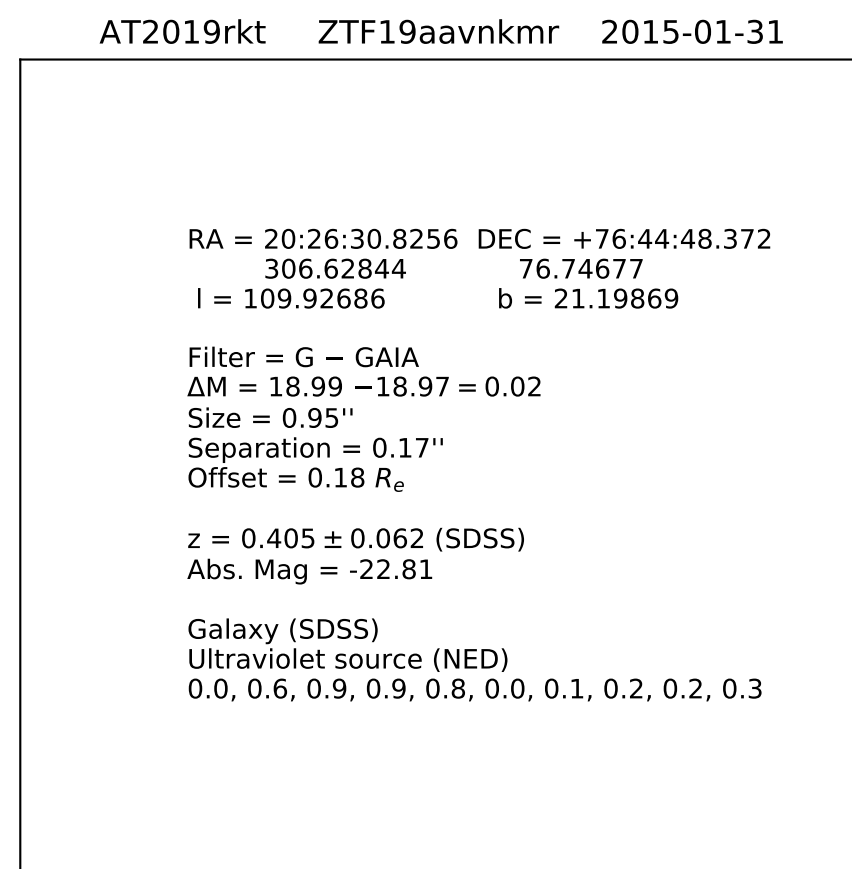 AT2019rkt ZTF19aavnkmr 2015-01-31
RA = 20:26:30.8256 DEC = +76:44:48.372
306.62844 76.74677
l = 109.92686 b = 21.19869
Filter = G − GAIA
ΔM = 18.99 −18.97 = 0.02
Size = 0.95''
Separation = 0.17''
Offset = 0.18 Re
z = 0.405 ± 0.062 (SDSS)
Abs. Mag = -22.81
Galaxy (SDSS)
Ultraviolet source (NED)
0.0, 0.6, 0.9, 0.9, 0.8, 0.0, 0.1, 0.2, 0.2, 0.3